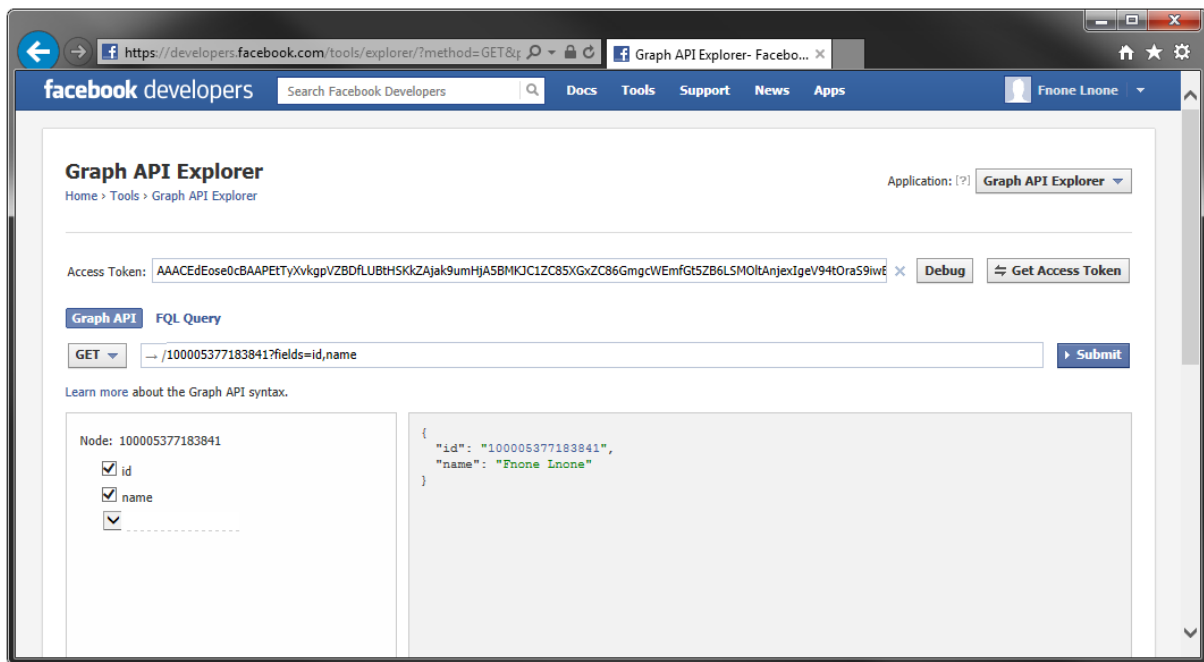 https://developers.facebook.com/tools/explorer/?method=GET&
Graph API Explorer- Facebo...
facebook developers
Search Facebook Developers
Docs Tools Support News Apps
Fnone Lnone
Graph API Explorer
Home › Tools › Graph API Explorer
Application: [?] Graph API Explorer
Access Token:
Debug
Get Access Token
Graph API FQL Query
GET → /100005377183841?fields=id,name
Submit
Learn more about the Graph API syntax.
Node: 100005377183841
id
name
{
"id": "100005377183841",
"name": "Fnone Lnone"
}